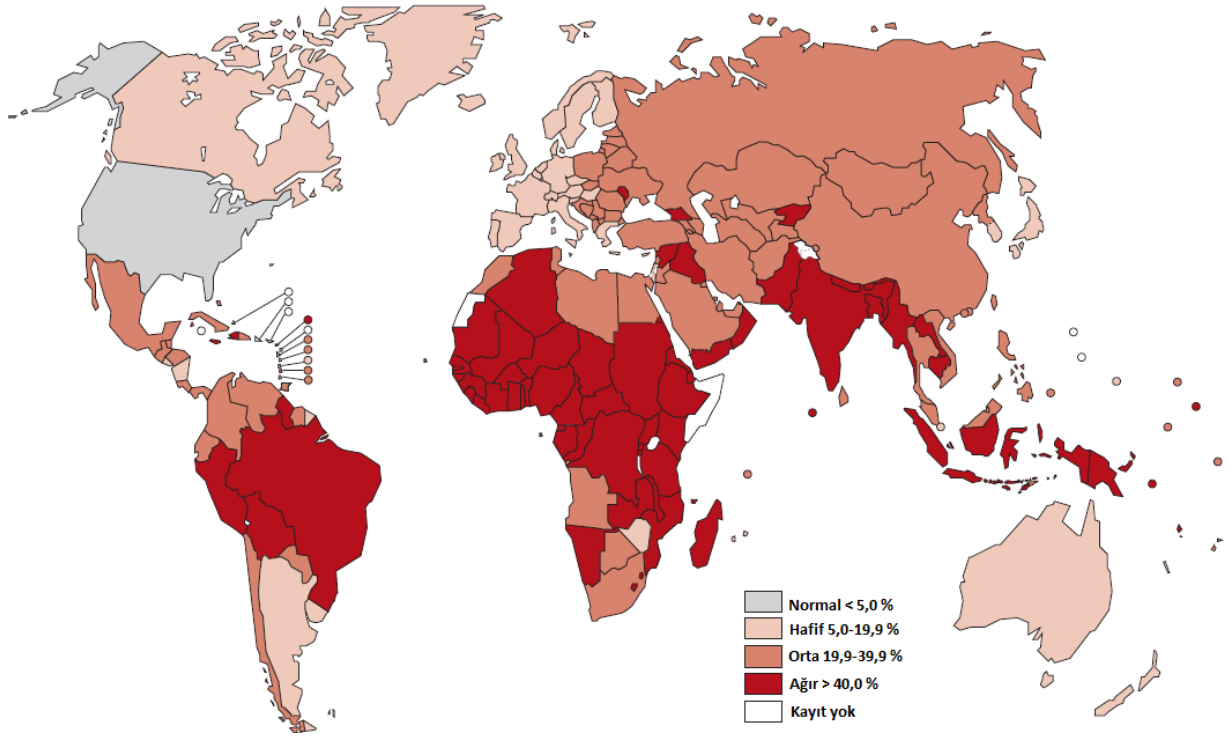 Normal < 5,0 %
Hafif 5,0-19,9 %
Orta 19,9-39,9 %
Ağır > 40,0 %
Kayıt yok